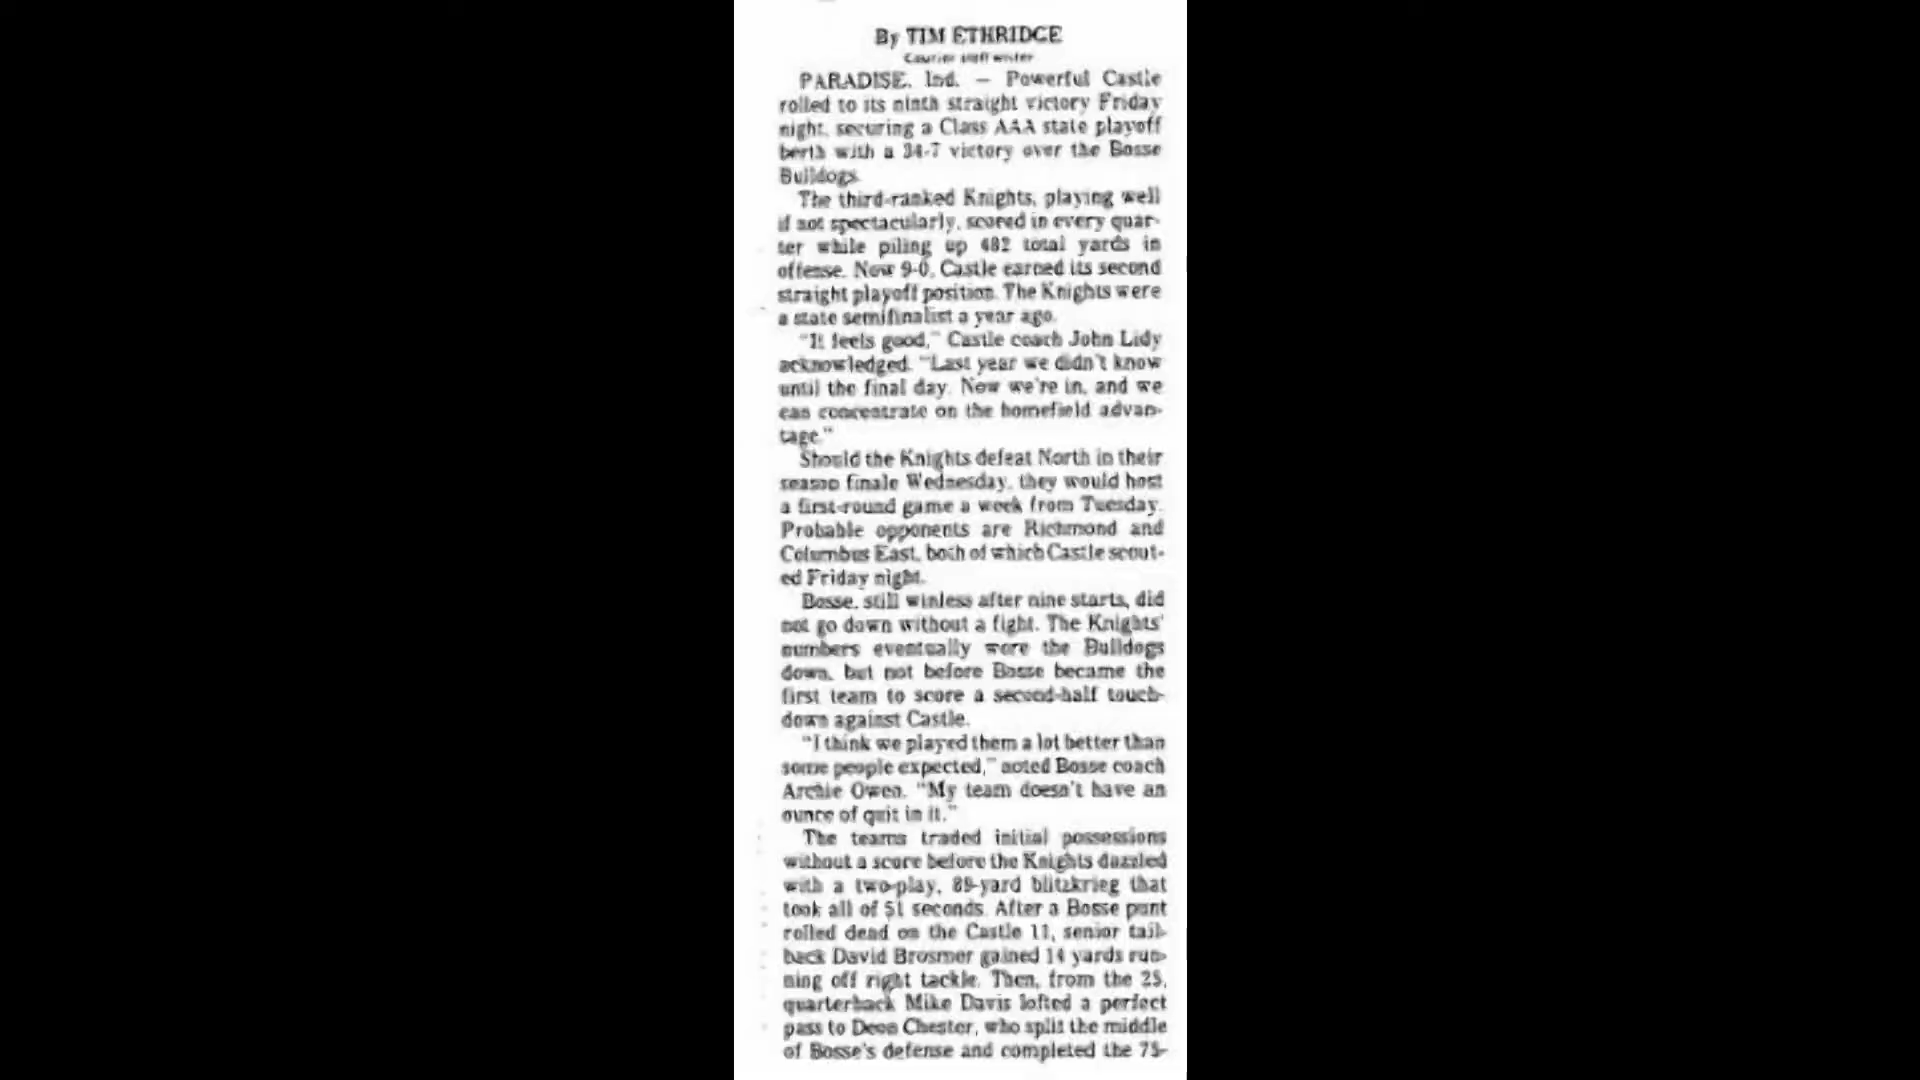 By TIM ETHRIDGE
Courier staff writer
PARADISE, Ind. — Powerful Castle
rolled to its ninth straight victory Friday
night, securing a Class AAA state playoff
berth with a 34-7 victory over the Bosse
Bulldogs.
The third-ranked Knights, playing well
if not spectacularly, scored in every quar-
ter while piling up 482 total yards in
offense. Now 9-0, Castle earned its second
straight playoff position. The Knights were
a state semifinalist a year ago.
"It feels good," Castle coach John Lidy
acknowledged. "Last year we didn't know
until the final day. Now we're in, and we
can concentrate on the homefield advan-
tage."
Should the Knights defeat North in their
season finale Wednesday, they would host
a first-round game a week from Tuesday.
Probable opponents are Richmond and
Columbus East, both of which Castle scout-
ed Friday night.
Bosse, still winless after nine starts, did
not go down without a fight. The Knights'
numbers eventually wore the Bulldogs
down, but not before Bosse became the
first team to score a second-half touch-
down against Castle.
"I think we played them a lot better than
some people expected," noted Bosse coach
Archie Owen. "My team doesn't have an
ounce of quit in it."
The teams traded initial possessions
without a score before the Knights dazzled
with a two-play, 89-yard blitzkrieg that
took all of 51 seconds. After a Bosse punt
rolled dead on the Castle 11, senior tail-
back David Brosmer gained 14 yards run-
ning off right tackle. Then, from the 25,
quarterback Mike Davis lofted a perfect
pass to Deon Chester, who split the middle
of Bosse's defense and completed the 75-